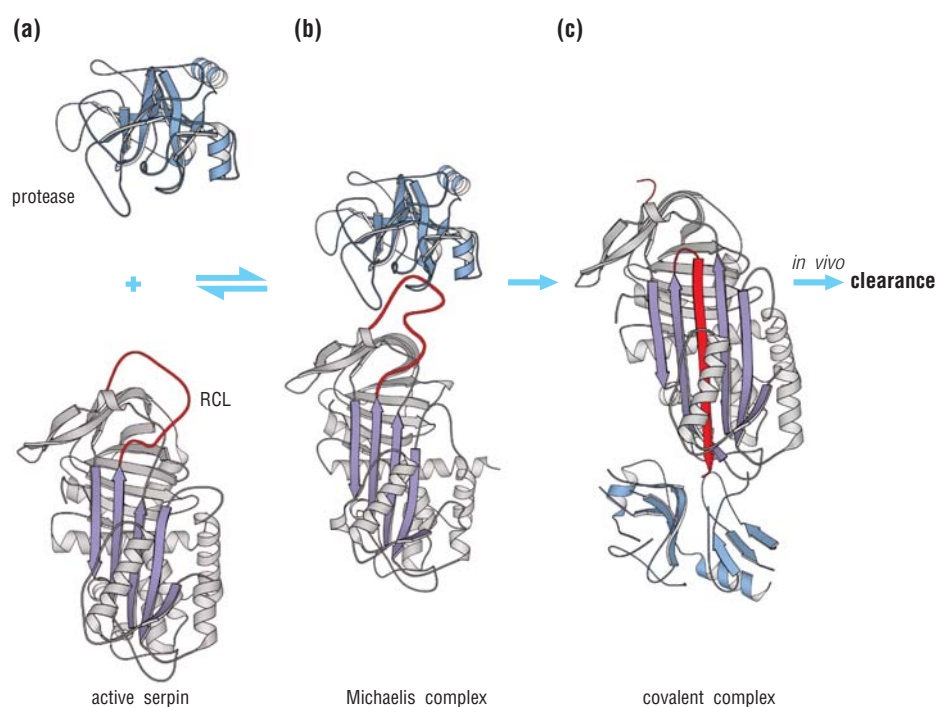 (a)
(b)
(c)
protease
+
in vivo
clearance
RCL
active serpin
Michaelis complex
covalent complex